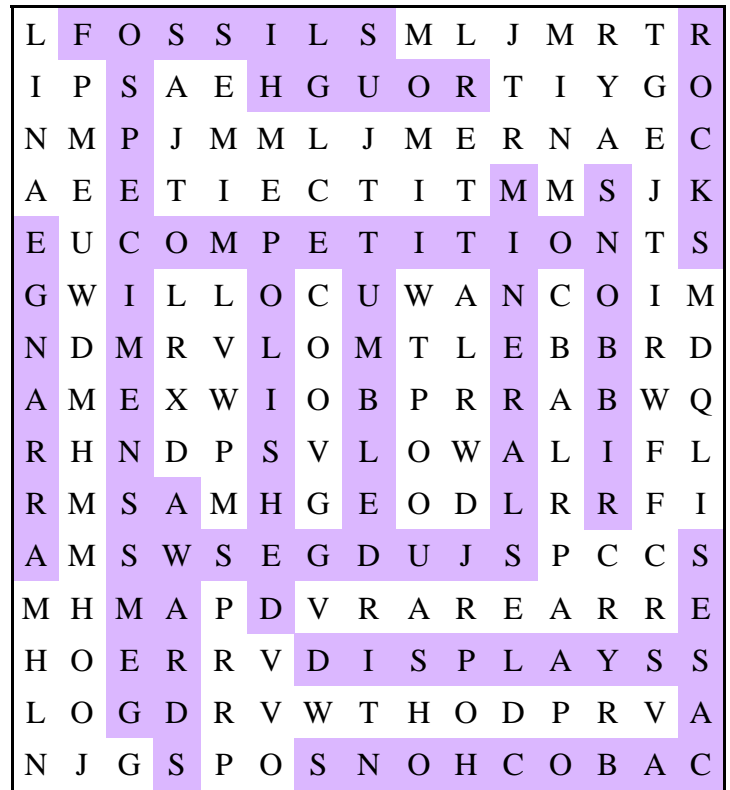 L F O S S I L S M L J M R T R
I P S A E H G U O R T I Y G O
N M P J M M L J M E R N A E C
A E E T I E C T I T M M S J K
E U C O M P E T I T I O N T S
G W I L L O C U W A N C O I M
N D M R V L O M T L E B B R D
A M E X W I O B P R R A B W Q
R H N D P S V L O W A L I F L
R M S A M H G E O D L R R F I
A M S W S E G D U J S P C C S
M H M A P D V R A R E A R R E
H O E R R V D I S P L A Y S S
L O G D R V W T H O D P R V A
N J G S P O S N O H C O B A C